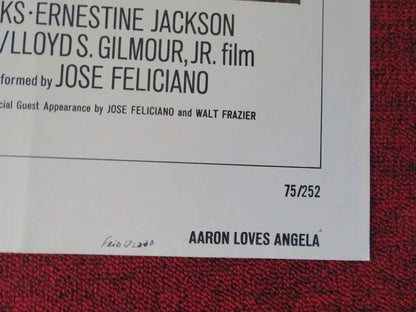 KS·ERNESTINE JACKSON
/LLOYD S. GILMOUR, JR. film
formed by JOSE FELICIANO
cial Guest Appearance by JOSE FELICIANO and WALT FRAZIER
75/252
AARON LOVES ANGELA